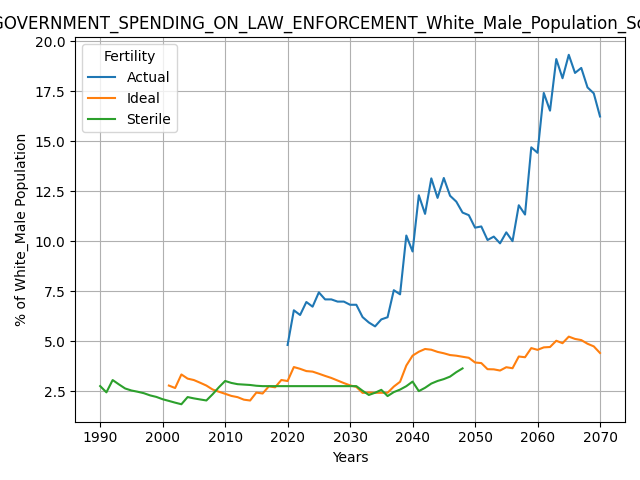 GOVERNMENT_SPENDING_ON_LAW_ENFORCEMENT_White_Male_Population_Sc
20.0
17.5
15.0
12.5
10.0
7.5
5.0
2.5
% of White_Male Population
Fertility
Actual
Ideal
Sterile
1990 2000 2010 2020 2030 2040 2050 2060 2070
Years